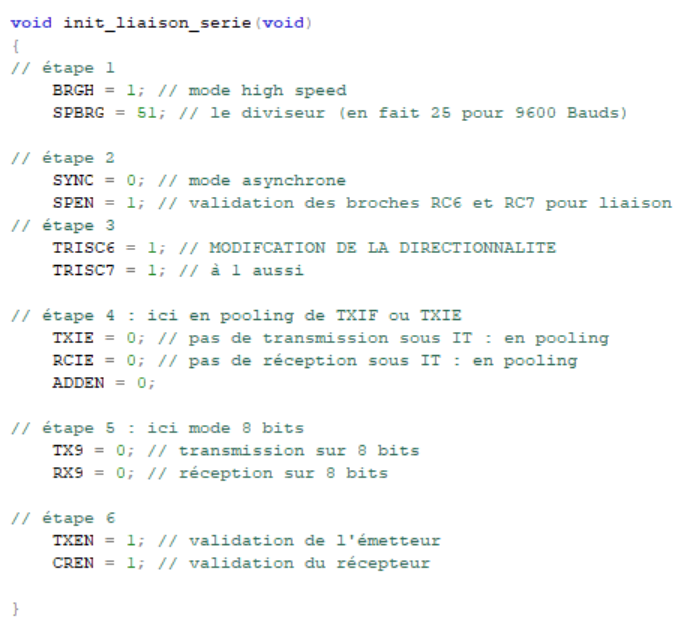 void init_liaison_serie(void)
{
// étape 1
BRGH = 1; // mode high speed
SPBRG = 51; // le diviseur (en fait 25 pour 9600 Bauds)
// étape 2
SYNC = 0; // mode asynchrone
SPEN = 1; // validation des broches RC6 et RC7 pour liaison
// étape 3
TRISC6 = 1; // MODIFCATION DE LA DIRECTIONNALITE
TRISC7 = 1; // à 1 aussi
// étape 4 : ici en pooling de TXIF ou TXIE
TXIE = 0; // pas de transmission sous IT : en pooling
RCIE = 0; // pas de réception sous IT : en pooling
ADDEN = 0;
// étape 5 : ici mode 8 bits
TX9 = 0; // transmission sur 8 bits
RX9 = 0; // réception sur 8 bits
// étape 6
TXEN = 1; // validation de l'émetteur
CREN = 1; // validation du récepteur
}